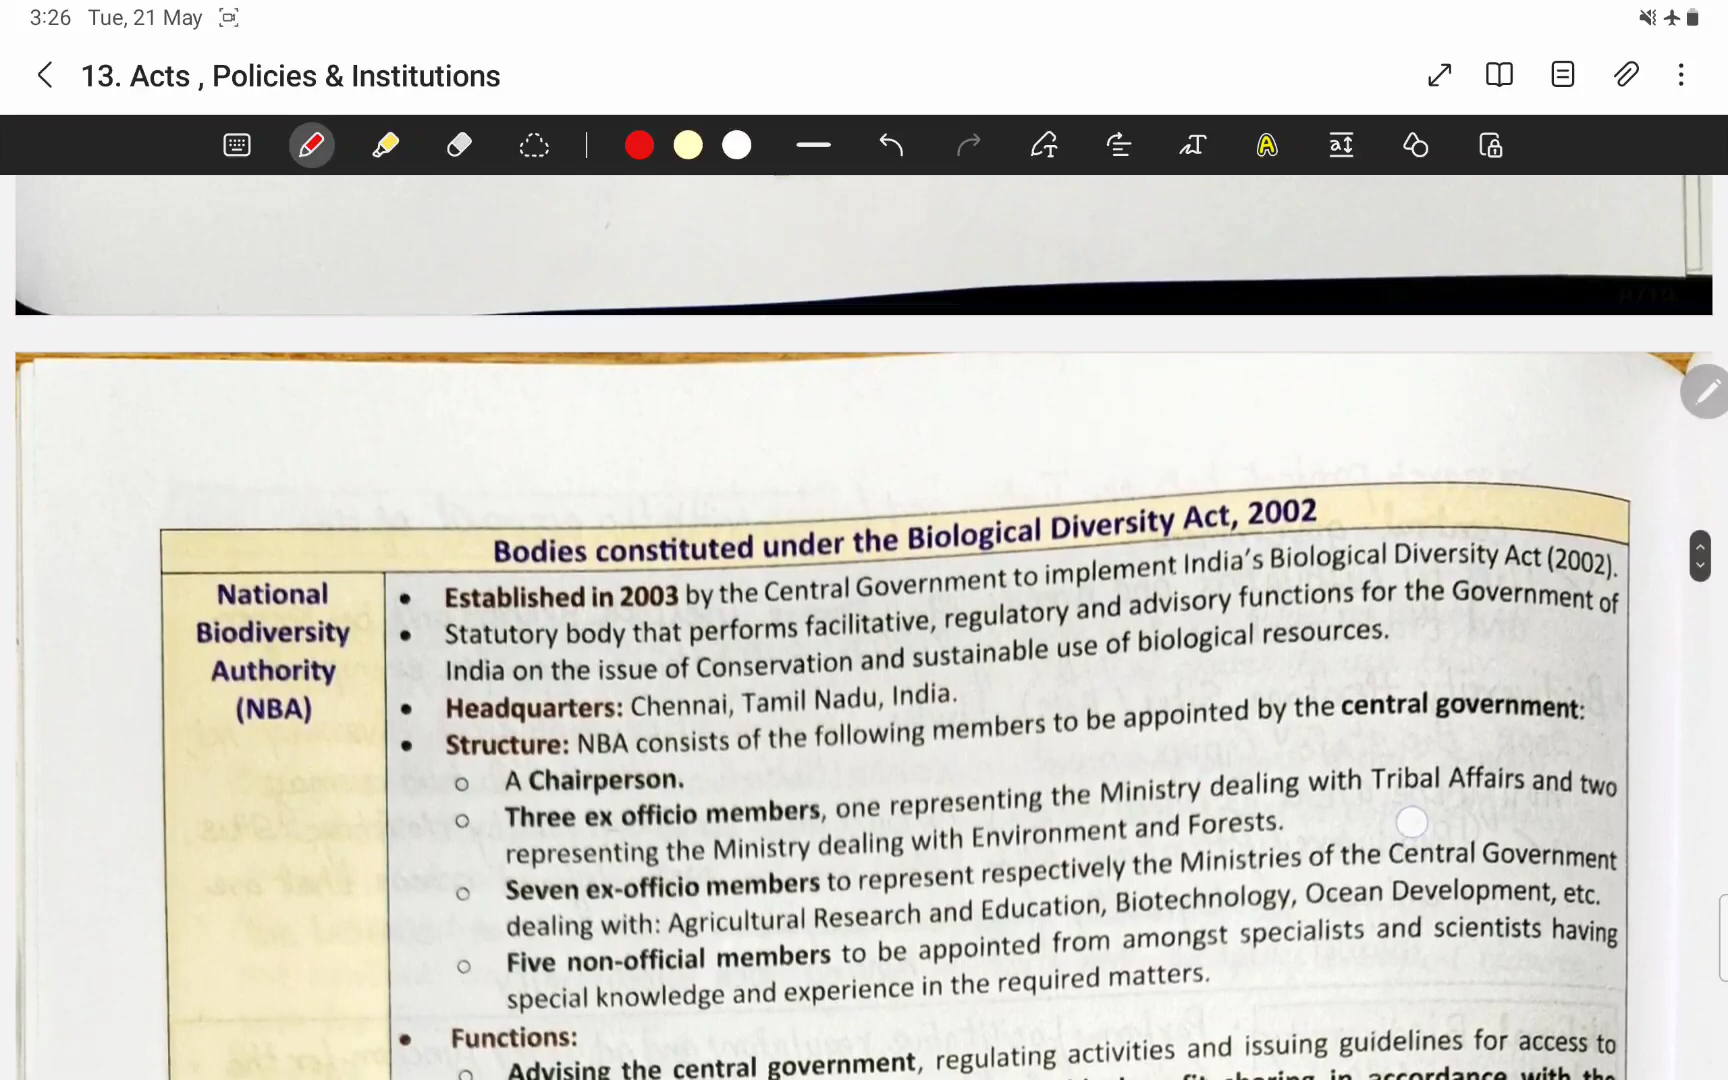 3:26 Tue, 21 May
13. Acts , Policies & Institutions
Bodies constituted under the Biological Diversity Act, 2002
National
Biodiversity
Authority
(NBA)
• Established in 2003 by the Central Government to implement India's Biological Diversity Act (2002).
• Statutory body that performs facilitative, regulatory and advisory functions for the Government of
India on the issue of Conservation and sustainable use of biological resources.
• Headquarters: Chennai, Tamil Nadu, India.
• Structure: NBA consists of the following members to be appointed by the central government:
o A Chairperson.
o Three ex officio members, one representing the Ministry dealing with Tribal Affairs and two
representing the Ministry dealing with Environment and Forests.
o Seven ex-officio members to represent respectively the Ministries of the Central Government
dealing with: Agricultural Research and Education, Biotechnology, Ocean Development, etc.
o Five non-official members to be appointed from amongst specialists and scientists having
special knowledge and experience in the required matters.
• Functions:
o Advising the central government, regulating activities and issuing guidelines for access to
in accordance with the